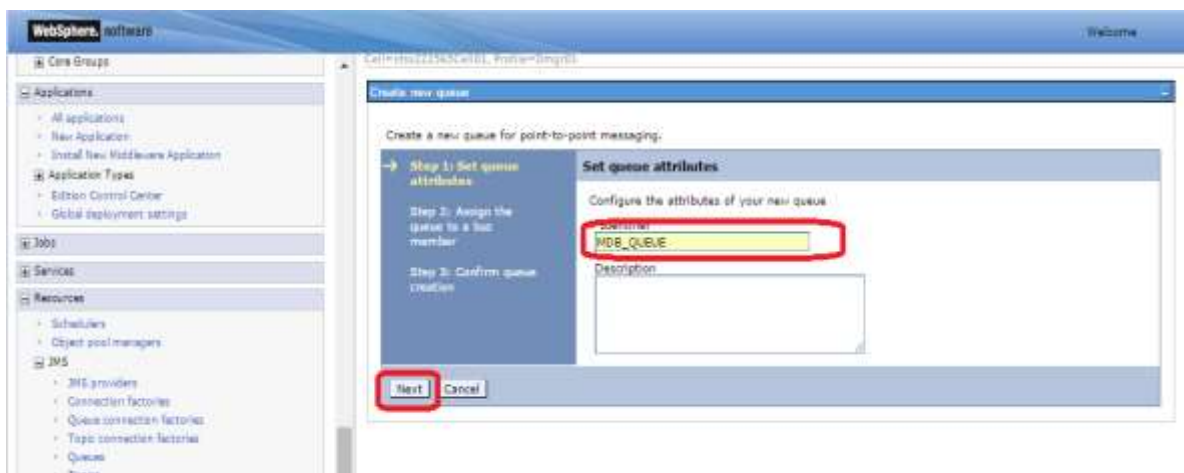 WebSphere. software
Welcome
Core Groups
Applications
All applications
New Application
Install New Middleware Application
Application Types
Edition Control Center
Global deployment settings
Jobs
Services
Resources
Schedulers
Object pool managers
JMS
JMS providers
Connection factories
Queue connection factories
Topic connection factories
Queues
Create new queue
Create a new queue for point-to-point messaging.
Step 1: Set queue
attributes
Step 2: Assign the
queue to a bus
member
Step 3: Confirm queue
creation
Set queue attributes
Configure the attributes of your new queue
Identifier
MDB_QUEUE
Description
Next
Cancel